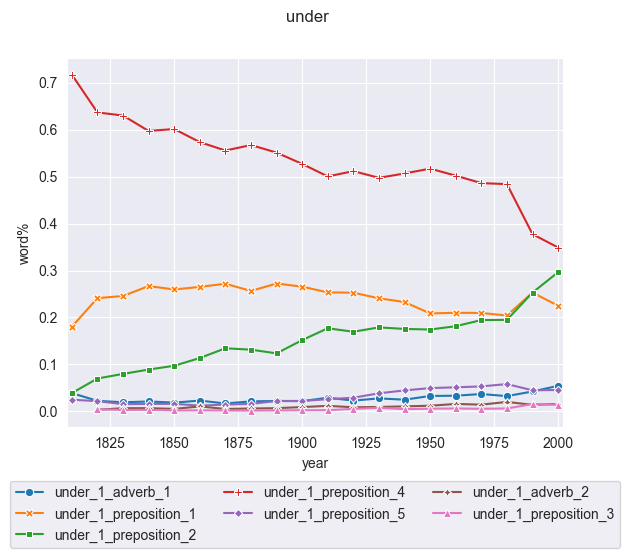 under
0.7
0.6
0.5
0.4
0.3
0.2
0.1
0.0
word%
1825 1850 1875 1900 1925 1950 1975 2000
year
under_1_adverb_1 under_1_preposition_4 under_1_adverb_2
under_1_preposition_1 under_1_preposition_5 under_1_preposition_3
under_1_preposition_2